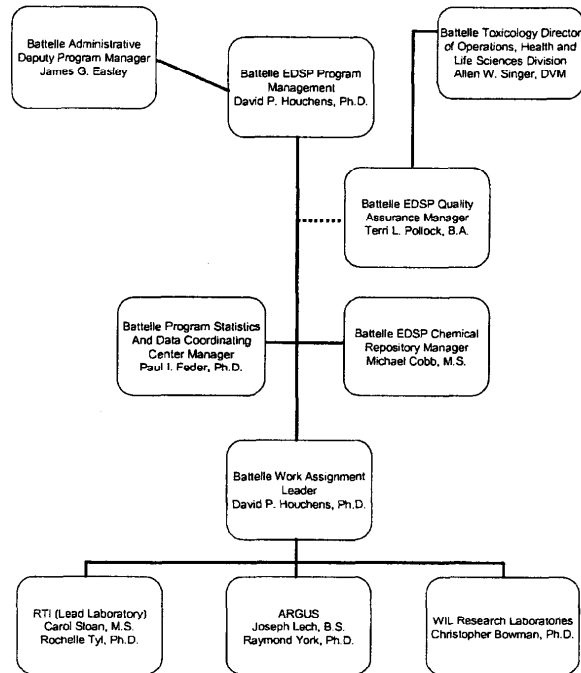 Battelle Administrative
Deputy Program Manager
James G. Easley
Battelle EDSP Program
Management
David P. Houchens, Ph.D.
Battelle Toxicology Director
of Operations, Health and
Life Sciences Division
Allen W. Singer, DVM
Battelle EDSP Quality
Assurance Manager
Terri L. Pollock, B.A.
Battelle Program Statistics
And Data Coordinating
Center Manager
Paul I. Feder, Ph.D.
Battelle EDSP Chemical
Repository Manager
Michael Cobb, M.S.
Battelle Work Assignment
Leader
David P. Houchens, Ph.D.
RTI (Lead Laboratory)
Carol Sloan, M.S.
Rochelle Tyl, Ph.D.
ARGUS
Joseph Lech, B.S.
Raymond York, Ph.D.
WIL Research Laboratories
Christopher Bowman, Ph.D.